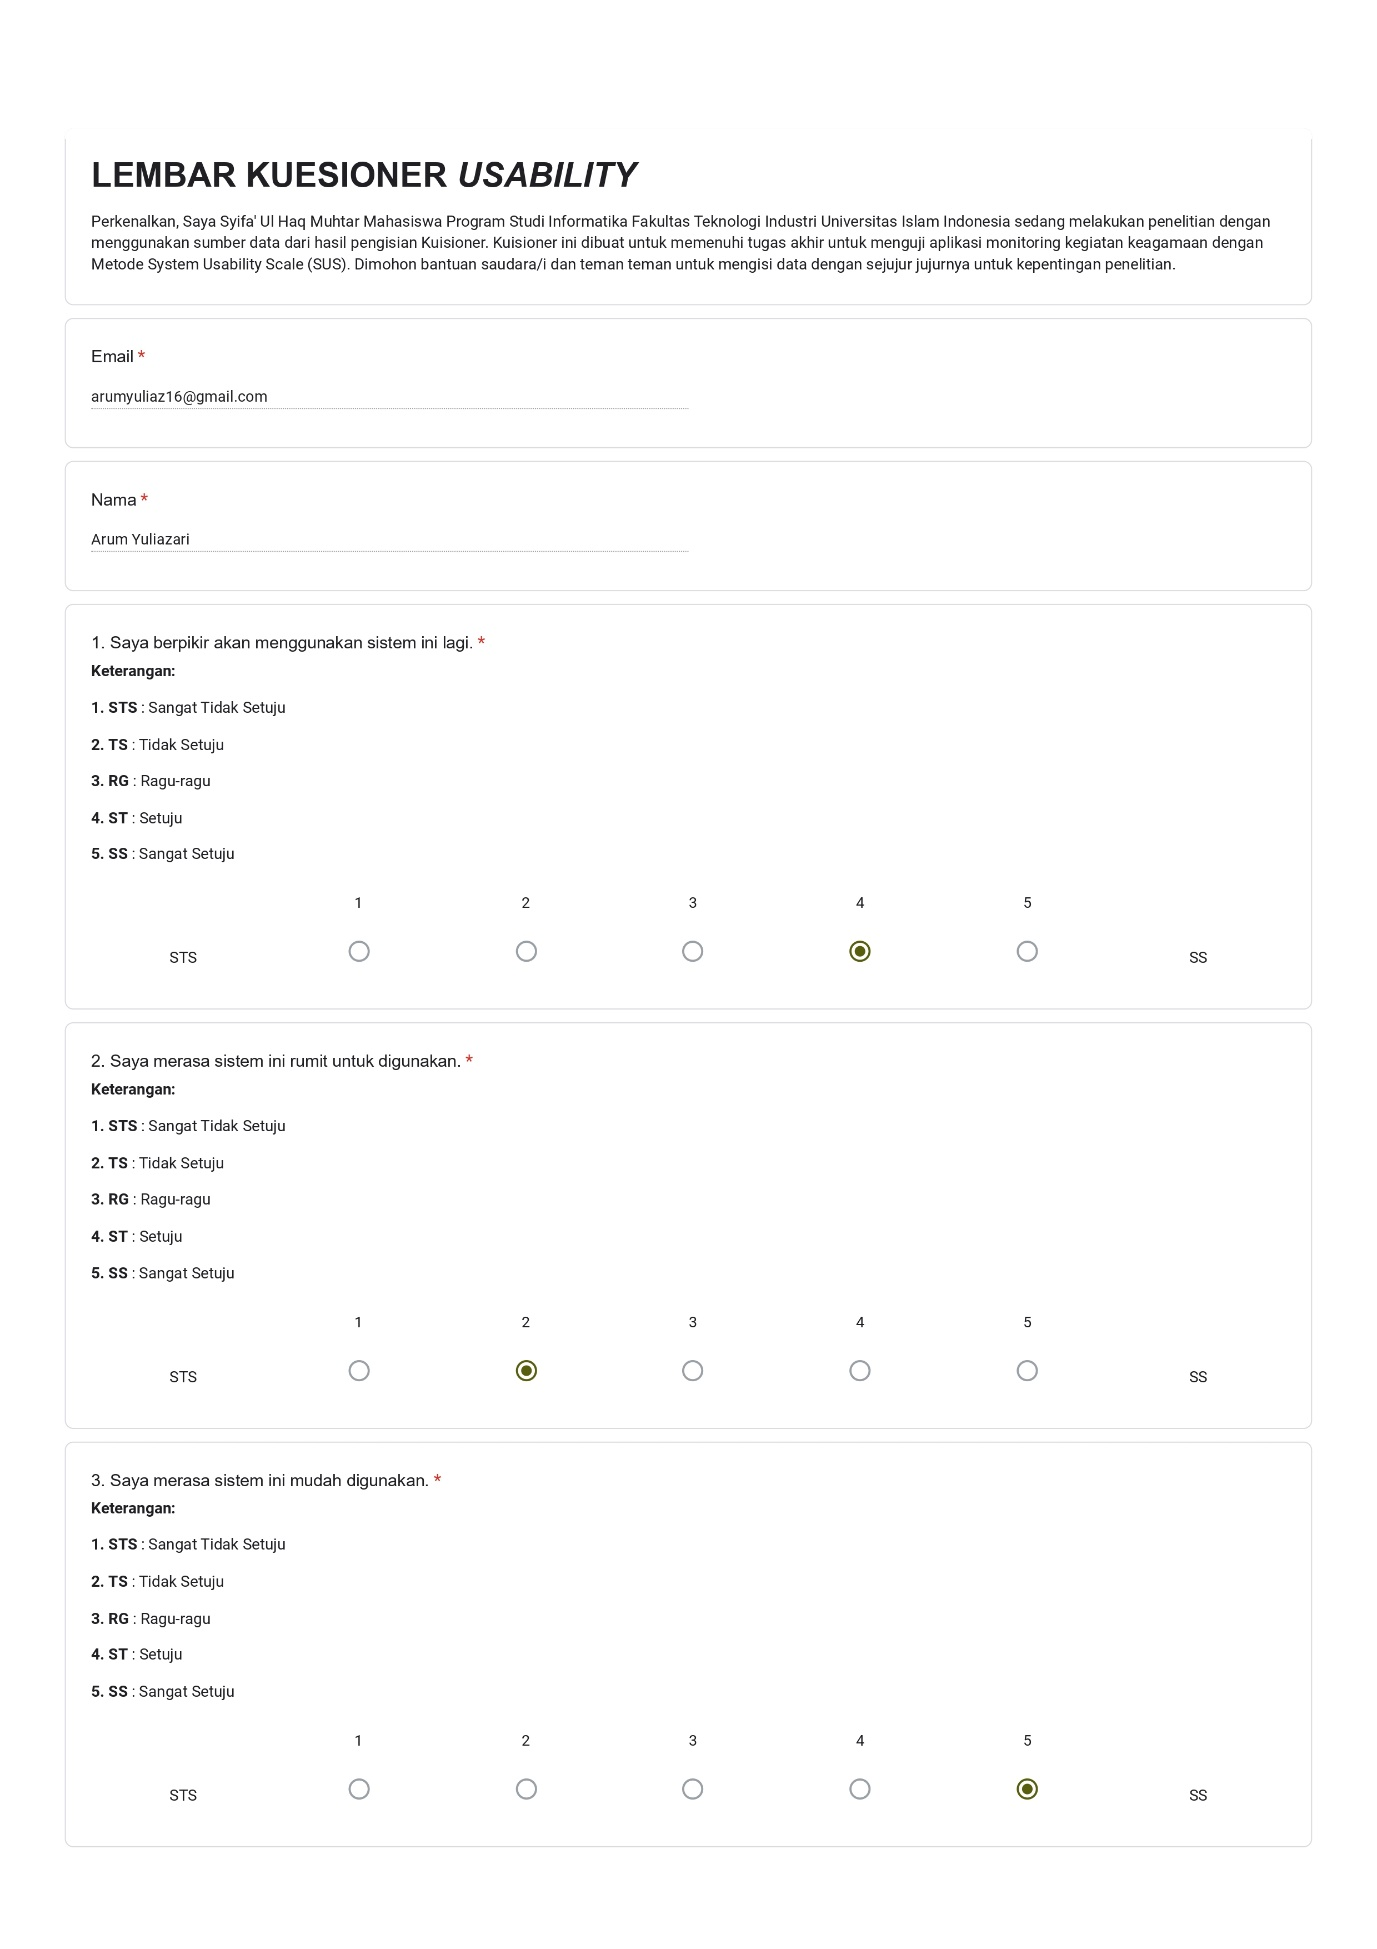 LEMBAR KUESIONER USABILITY
Perkenalkan, Saya Syifa' Ul Haq Muhtar Mahasiswa Program Studi Informatika Fakultas Teknologi Industri Universitas Islam Indonesia sedang melakukan penelitian dengan
menggunakan sumber data dari hasil pengisian Kuisioner. Kuisioner ini dibuat untuk memenuhi tugas akhir untuk menguji aplikasi monitoring kegiatan keagamaan dengan
Metode System Usability Scale (SUS). Dimohon bantuan saudara/i dan teman teman untuk mengisi data dengan sejujur jujurnya untuk kepentingan penelitian.
Email *
arumyuliaz16@gmail.com
Nama *
Arum Yuliazari
1. Saya berpikir akan menggunakan sistem ini lagi. *
Keterangan:
1. STS : Sangat Tidak Setuju
2. TS : Tidak Setuju
3. RG : Ragu-ragu
4. ST : Setuju
5. SS : Sangat Setuju
1 2 3 4 5
STS SS
2. Saya merasa sistem ini rumit untuk digunakan. *
Keterangan:
1. STS : Sangat Tidak Setuju
2. TS : Tidak Setuju
3. RG : Ragu-ragu
4. ST : Setuju
5. SS : Sangat Setuju
1 2 3 4 5
STS SS
3. Saya merasa sistem ini mudah digunakan. *
Keterangan:
1. STS : Sangat Tidak Setuju
2. TS : Tidak Setuju
3. RG : Ragu-ragu
4. ST : Setuju
5. SS : Sangat Setuju
1 2 3 4 5
STS SS